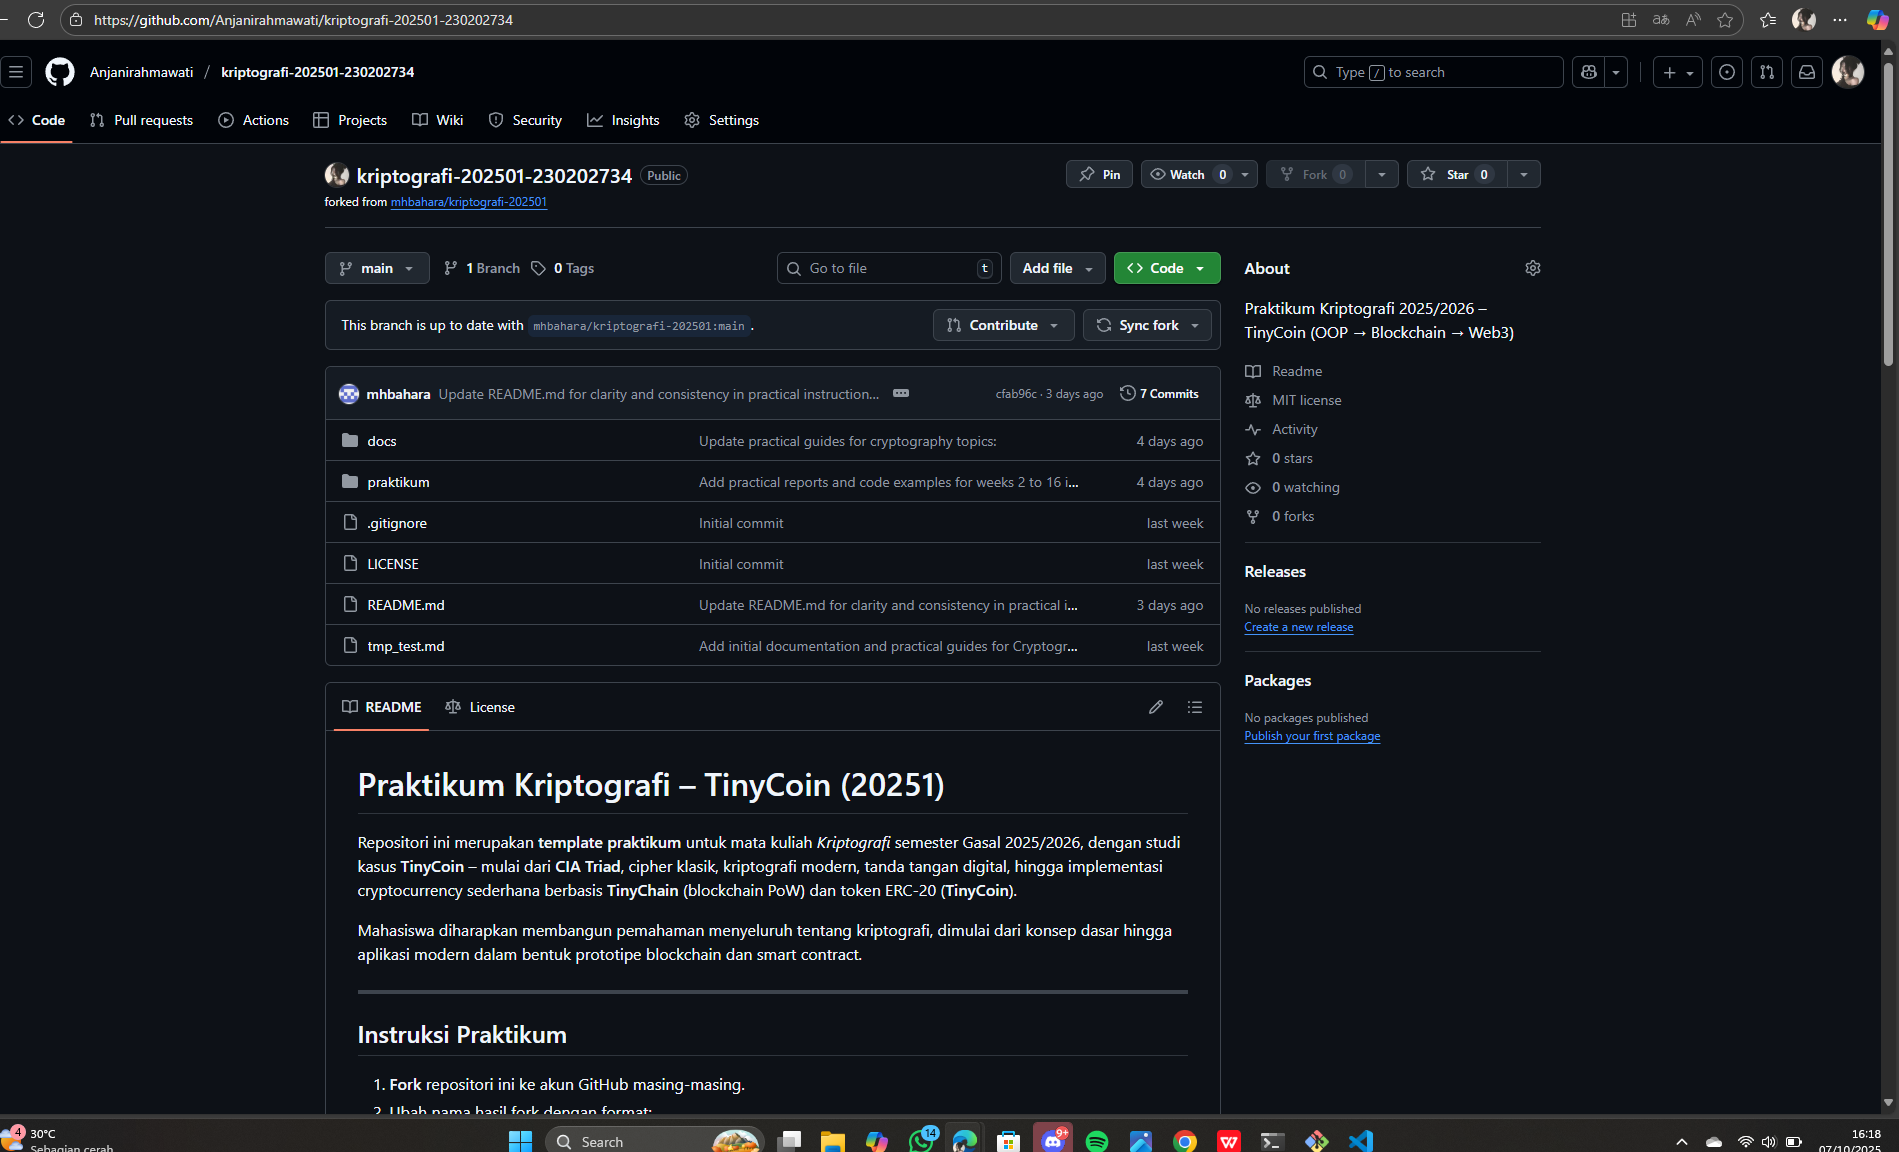 https://github.com/Anjanirahmawati/kriptografi-202501-230202734
Anjanirahmawati / kriptografi-202501-230202734
Type / to search
Code
Pull requests
Actions
Projects
Wiki
Security
Insights
Settings
kriptografi-202501-230202734 Public
forked from mhbahara/kriptografi-202501
Pin
Watch 0
Fork 0
Star 0
main
1 Branch
0 Tags
Go to file t
Add file
Code
This branch is up to date with mhbahara/kriptografi-202501:main .
Contribute
Sync fork
mhbahara Update README.md for clarity and consistency in practical instruction... cfab96c · 3 days ago 7 Commits
docs Update practical guides for cryptography topics: 4 days ago
praktikum Add practical reports and code examples for weeks 2 to 16 i... 4 days ago
.gitignore Initial commit last week
LICENSE Initial commit last week
README.md Update README.md for clarity and consistency in practical i... 3 days ago
tmp_test.md Add initial documentation and practical guides for Cryptogr... last week
README
License
Praktikum Kriptografi – TinyCoin (20251)
Repositori ini merupakan template praktikum untuk mata kuliah Kriptografi semester Gasal 2025/2026, dengan studi
kasus TinyCoin – mulai dari CIA Triad, cipher klasik, kriptografi modern, tanda tangan digital, hingga implementasi
cryptocurrency sederhana berbasis TinyChain (blockchain PoW) dan token ERC-20 (TinyCoin).
Mahasiswa diharapkan membangun pemahaman menyeluruh tentang kriptografi, dimulai dari konsep dasar hingga
aplikasi modern dalam bentuk prototipe blockchain dan smart contract.
Instruksi Praktikum
1. Fork repositori ini ke akun GitHub masing-masing.
2. Ubah nama hasil fork dengan format:
About
Praktikum Kriptografi 2025/2026 –
TinyCoin (OOP → Blockchain → Web3)
Readme
MIT license
Activity
0 stars
0 watching
0 forks
Releases
No releases published
Create a new release
Packages
No packages published
Publish your first package
4
30°C
Sebagian cerah
Search
14
9+
16:18
07/10/2025